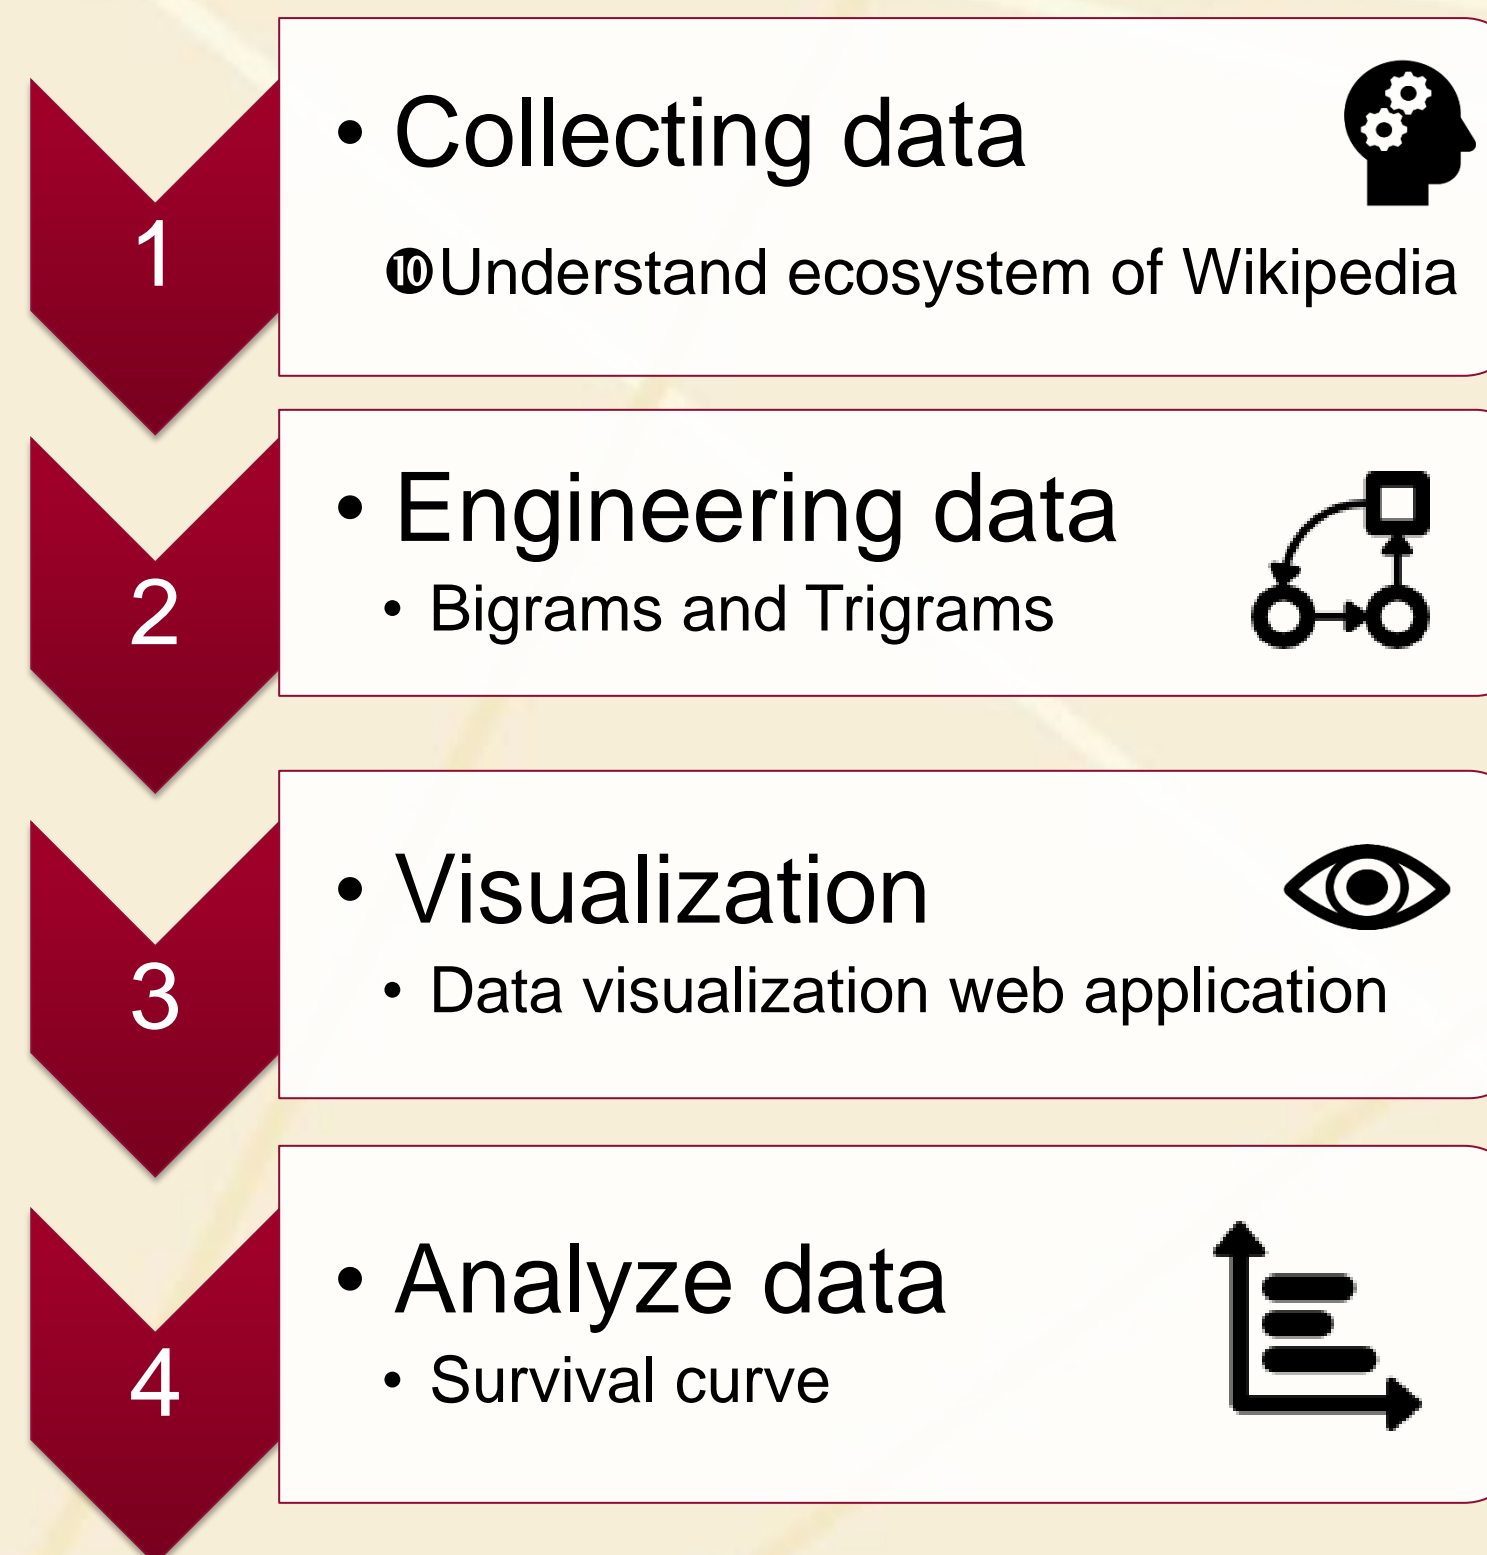 1
• Collecting data
❿Understand ecosystem of Wikipedia
2
• Engineering data
• Bigrams and Trigrams
3
• Visualization
• Data visualization web application
4
• Analyze data
• Survival curve